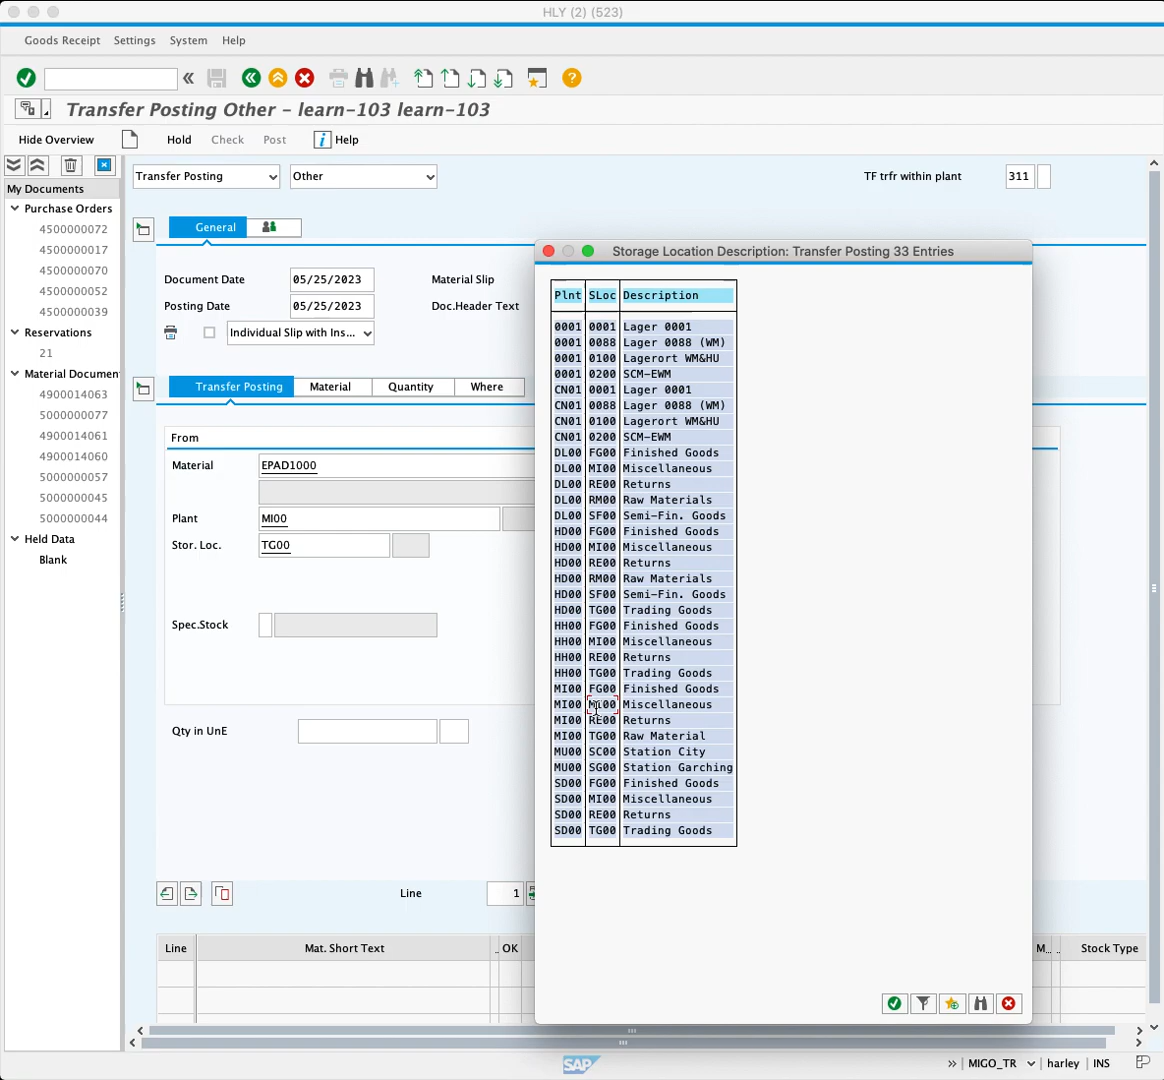 HLY (2) (523)
Goods Receipt Settings System Help
Transfer Posting Other – learn-103 learn-103
Hide Overview Hold Check Post Help
Transfer Posting Other TF trfr within plant 311
My Documents
Purchase Orders
4500000072
4500000017
4500000070
4500000052
4500000039
Reservations
21
Material Documen
4900014063
5000000077
4900014061
4900014060
5000000057
5000000045
5000000044
Held Data
Blank
General
Document Date 05/25/2023 Material Slip
Posting Date 05/25/2023 Doc.Header Text
Individual Slip with Ins...
Transfer Posting Material Quantity Where
From
Material EPAD1000
Plant MI00
Stor. Loc. TG00
Spec.Stock
Qty in UnE
Line 1
Line Mat. Short Text .. OK M... .. Stock Type
Storage Location Description: Transfer Posting 33 Entries
Plnt SLoc Description
0001 0001 Lager 0001
0001 0088 Lager 0088 (WM)
0001 0100 Lagerort WM&HU
0001 0200 SCM-EWM
CN01 0001 Lager 0001
CN01 0088 Lager 0088 (WM)
CN01 0100 Lagerort WM&HU
CN01 0200 SCM-EWM
DL00 FG00 Finished Goods
DL00 MI00 Miscellaneous
DL00 RE00 Returns
DL00 RM00 Raw Materials
DL00 SF00 Semi-Fin. Goods
HD00 FG00 Finished Goods
HD00 MI00 Miscellaneous
HD00 RE00 Returns
HD00 RM00 Raw Materials
HD00 SF00 Semi-Fin. Goods
HD00 TG00 Trading Goods
HH00 FG00 Finished Goods
HH00 MI00 Miscellaneous
HH00 RE00 Returns
HH00 TG00 Trading Goods
MI00 FG00 Finished Goods
MI00 MI00 Miscellaneous
MI00 RE00 Returns
MI00 TG00 Raw Material
MU00 SC00 Station City
MU00 SG00 Station Garching
SD00 FG00 Finished Goods
SD00 MI00 Miscellaneous
SD00 RE00 Returns
SD00 TG00 Trading Goods
SAP
MIGO_TR harley INS